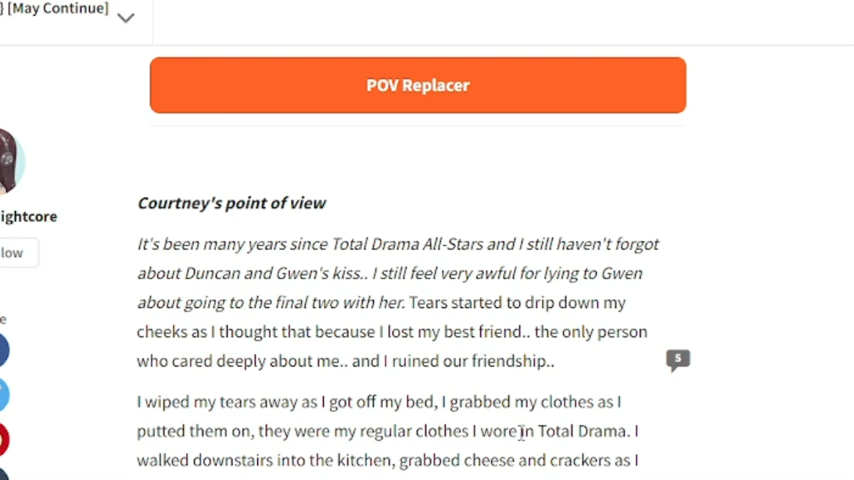 } [May Continue]
POV Replacer
ightcore
low
e
Courtney's point of view
It's been many years since Total Drama All-Stars and I still haven't forgot
about Duncan and Gwen's kiss.. I still feel very awful for lying to Gwen
about going to the final two with her. Tears started to drip down my
cheeks as I thought that because I lost my best friend.. the only person
who cared deeply about me.. and I ruined our friendship..
5
I wiped my tears away as I got off my bed, I grabbed my clothes as I
putted them on, they were my regular clothes I wore in Total Drama. I
walked downstairs into the kitchen, grabbed cheese and crackers as I